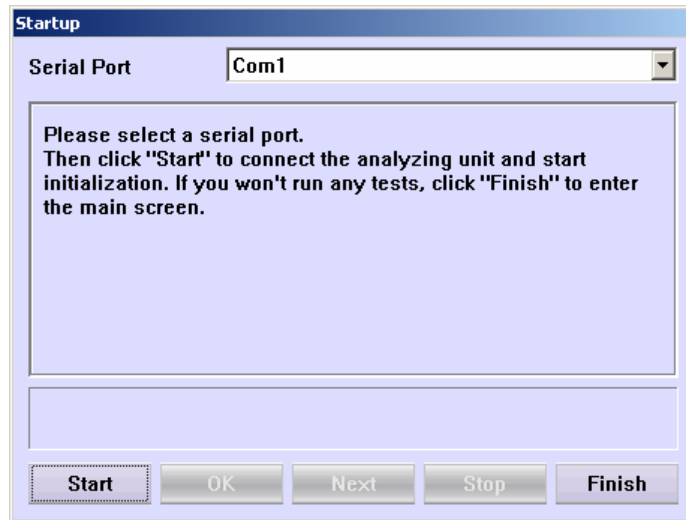 Startup
Serial Port Com1
Please select a serial port.
Then click "Start" to connect the analyzing unit and start
initialization. If you won't run any tests, click "Finish" to enter
the main screen.
Start OK Next Stop Finish